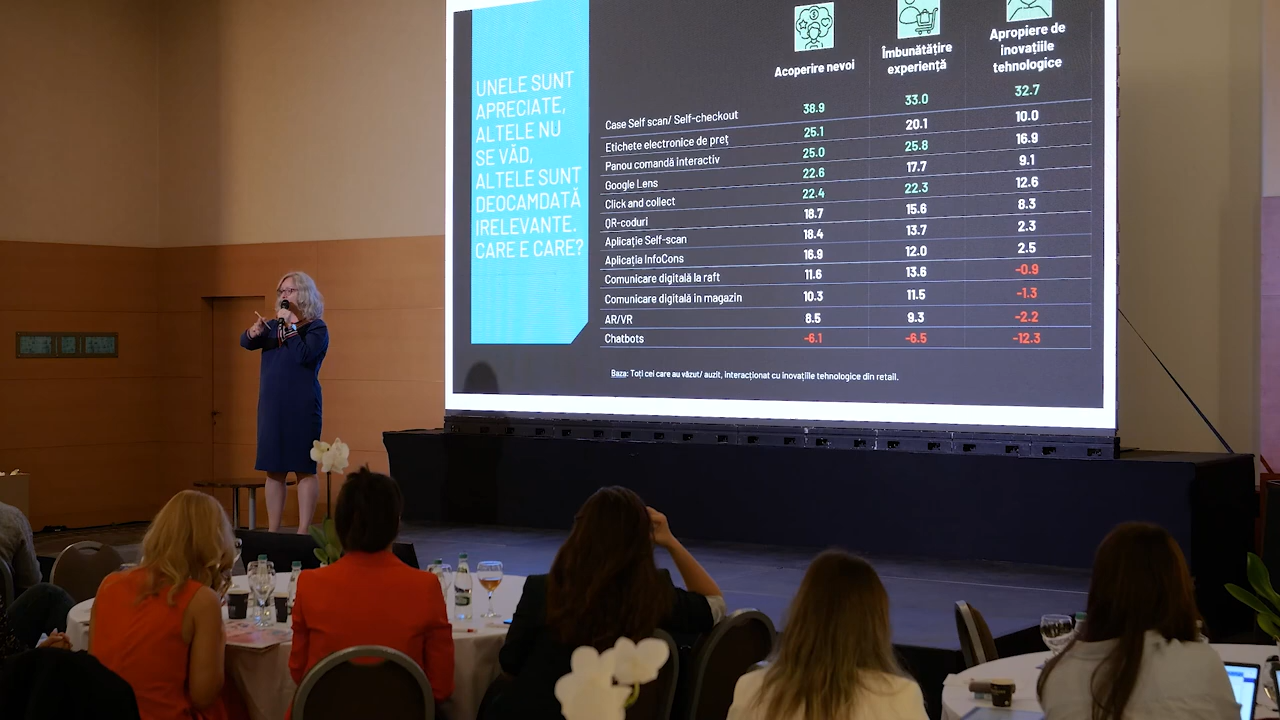 UNELE SUNT
APRECIATE,
ALTELE NU
SE VĂD,
ALTELE SUNT
DEOCAMDATĂ
IRELEVANTE.
CARE E CARE?
Acoperire nevoi
Îmbunătățire
experiență
Apropiere de
inovațiile
tehnologice
Case Self scan/ Self-checkout 38.9 33.0 32.7
Etichete electronice de preț 25.1 20.1 10.0
Panou comandă interactiv 25.0 25.8 16.9
Google Lens 22.6 17.7 9.1
Click and collect 22.4 22.3 12.6
QR-coduri 18.7 15.6 8.3
Aplicație Self-scan 18.4 13.7 2.3
Aplicația InfoCons 16.9 12.0 2.5
Comunicare digitală la raft 11.6 13.6 -0.9
Comunicare digitală in magazin 10.3 11.5 -1.3
AR/VR 8.5 9.3 -2.2
Chatbots -6.1 -6.5 -12.3
Baza: Toți cei care au văzut/ auzit, interacționat cu inovațiile tehnologice din retail.